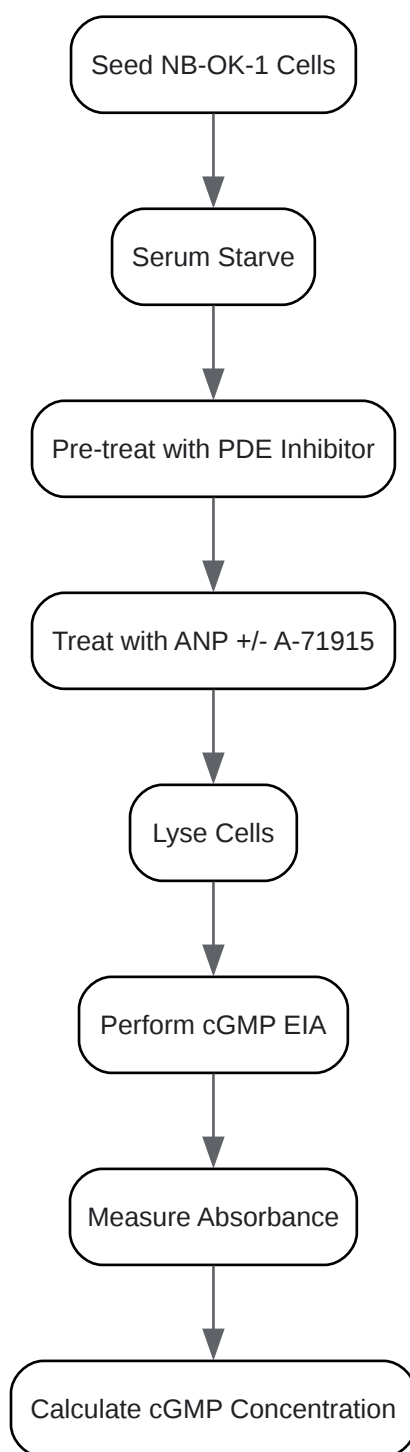 Seed NB-OK-1 Cells
Serum Starve
Pre-treat with PDE Inhibitor
Treat with ANP +/- A-71915
Lyse Cells
Perform cGMP EIA
Measure Absorbance
Calculate cGMP Concentration